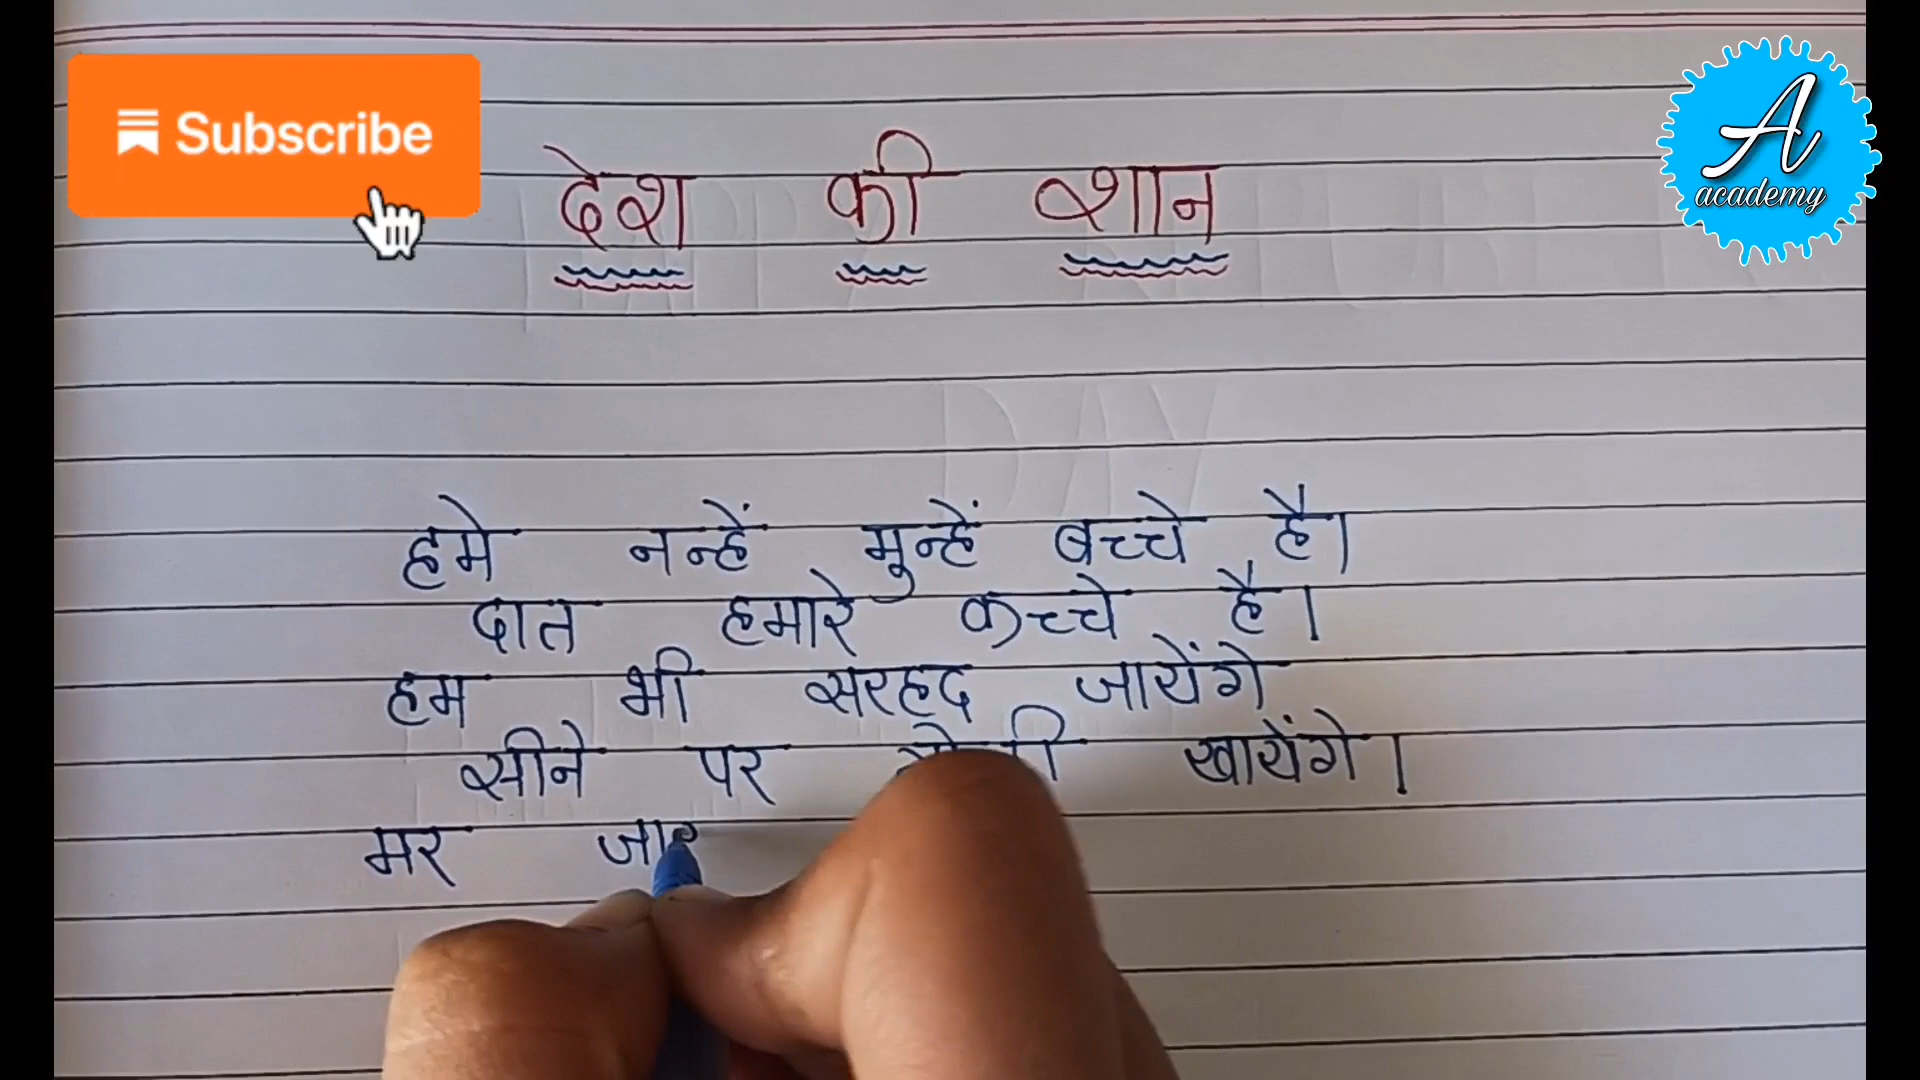 Subscribe
A
academy
देश की शान
हमे नन्हें मुन्हें बच्चे है।
दात हमारे कच्चे है।
हम भी सरहद जायेंगे
सीने पर खायेंगे।
मर